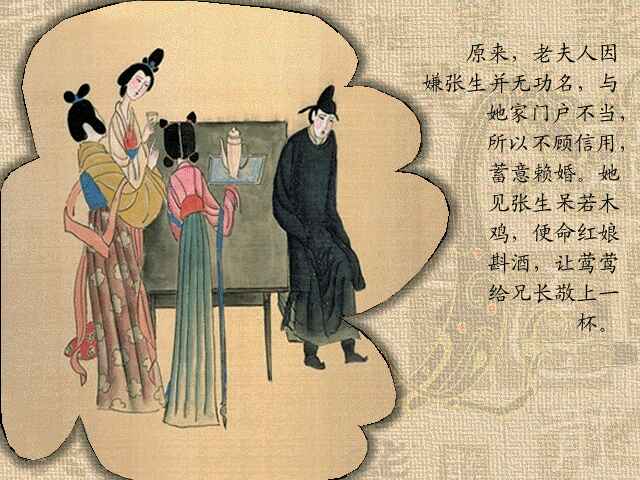 原来，老夫人因
嫌张生并无功名，与
她家门户不当，
所以不顾信用，
蓄意赖婚。她
见张生呆若木
鸡，便命红娘
斟酒，让莺莺
给兄长敬上一
杯。